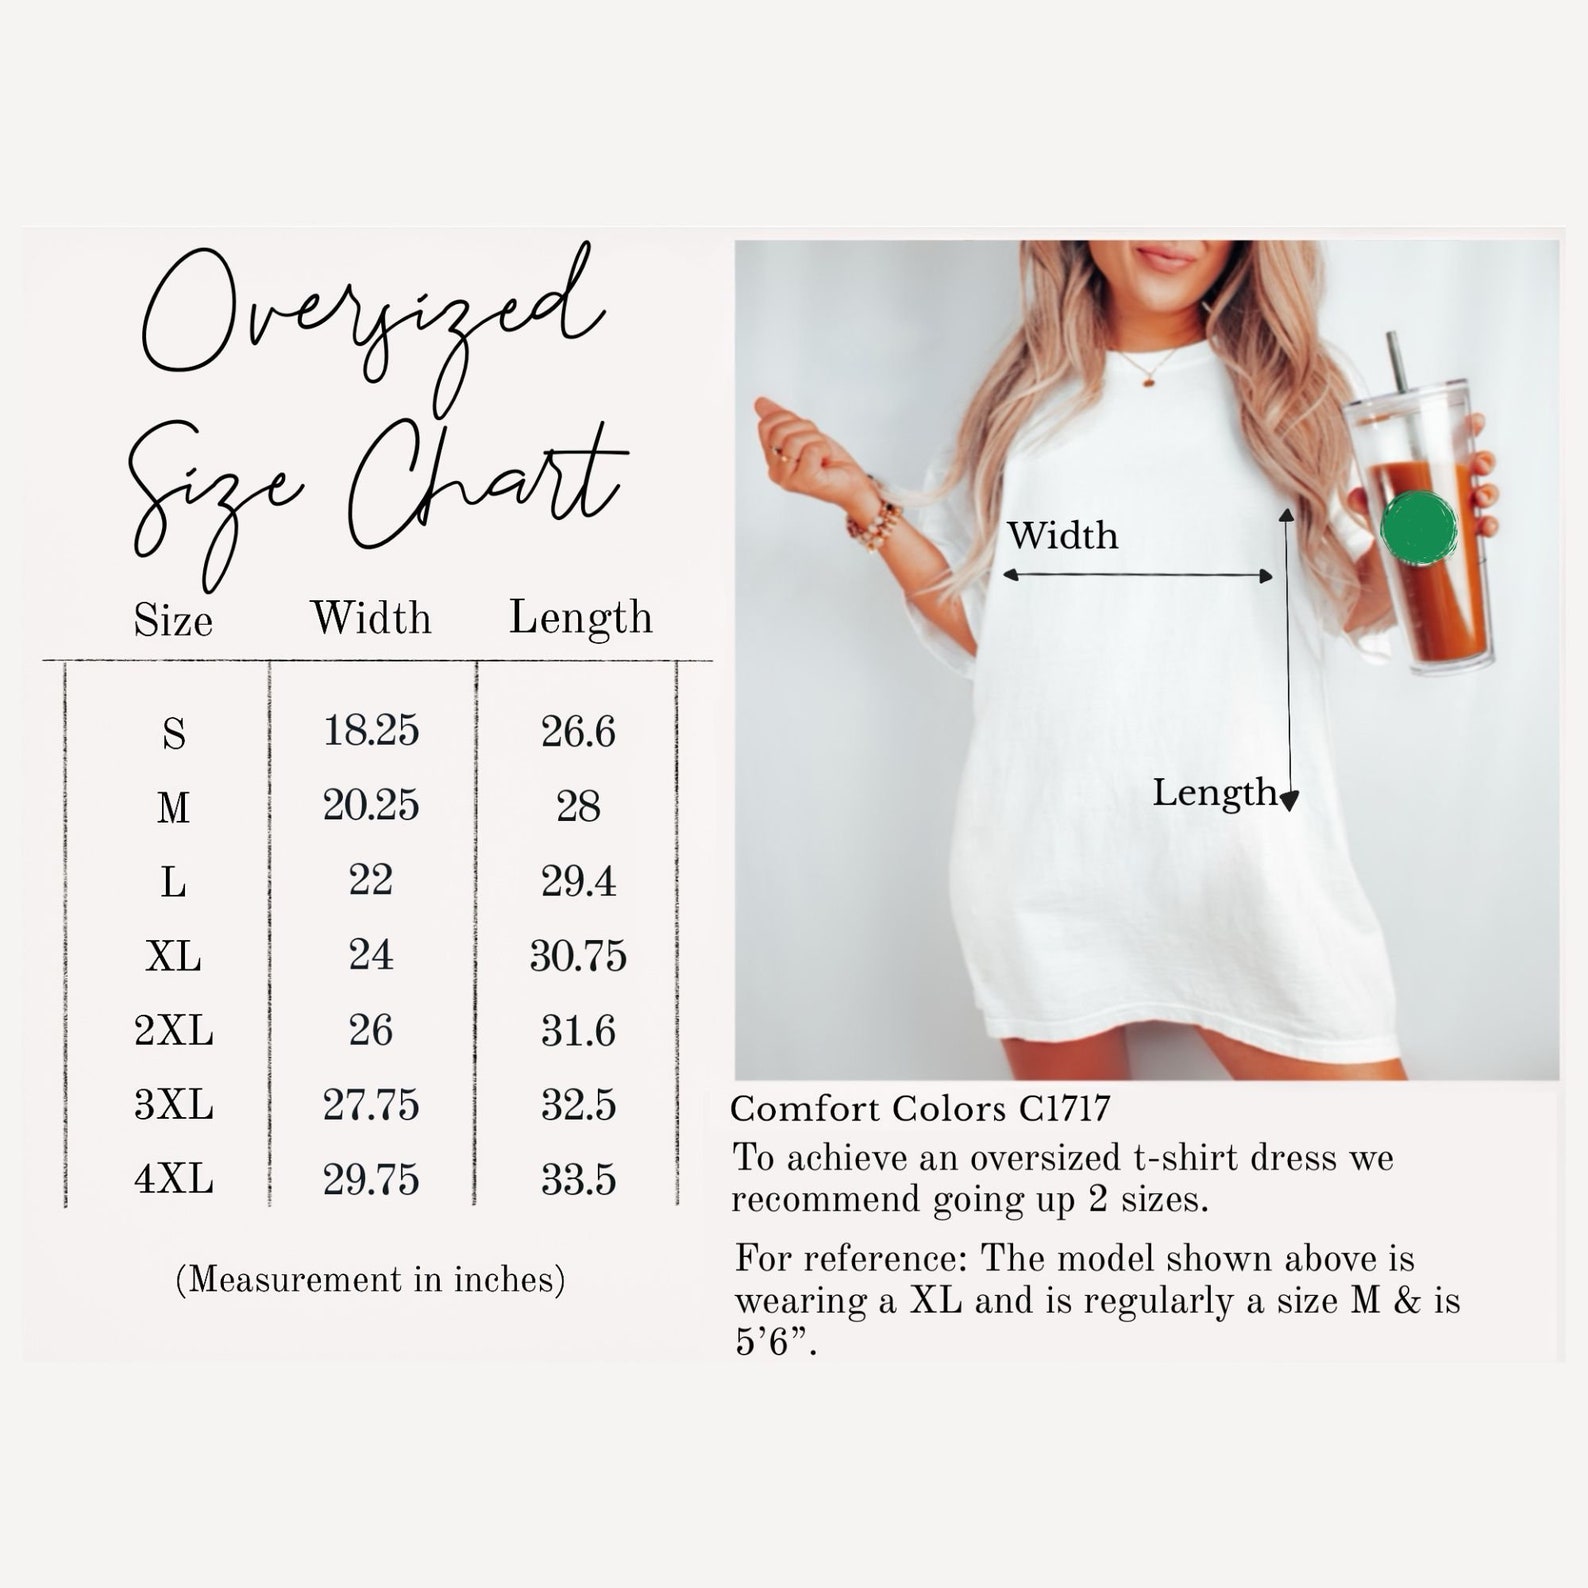 Oversized
Size Chart
Size Width Length
S 18.25 26.6
M 20.25 28
L 22 29.4
XL 24 30.75
2XL 26 31.6
3XL 27.75 32.5
4XL 29.75 33.5
(Measurement in inches)
Width
Length
Comfort Colors C1717
To achieve an oversized t-shirt dress we
recommend going up 2 sizes.
For reference: The model shown above is
wearing a XL and is regularly a size M & is
5’6”.